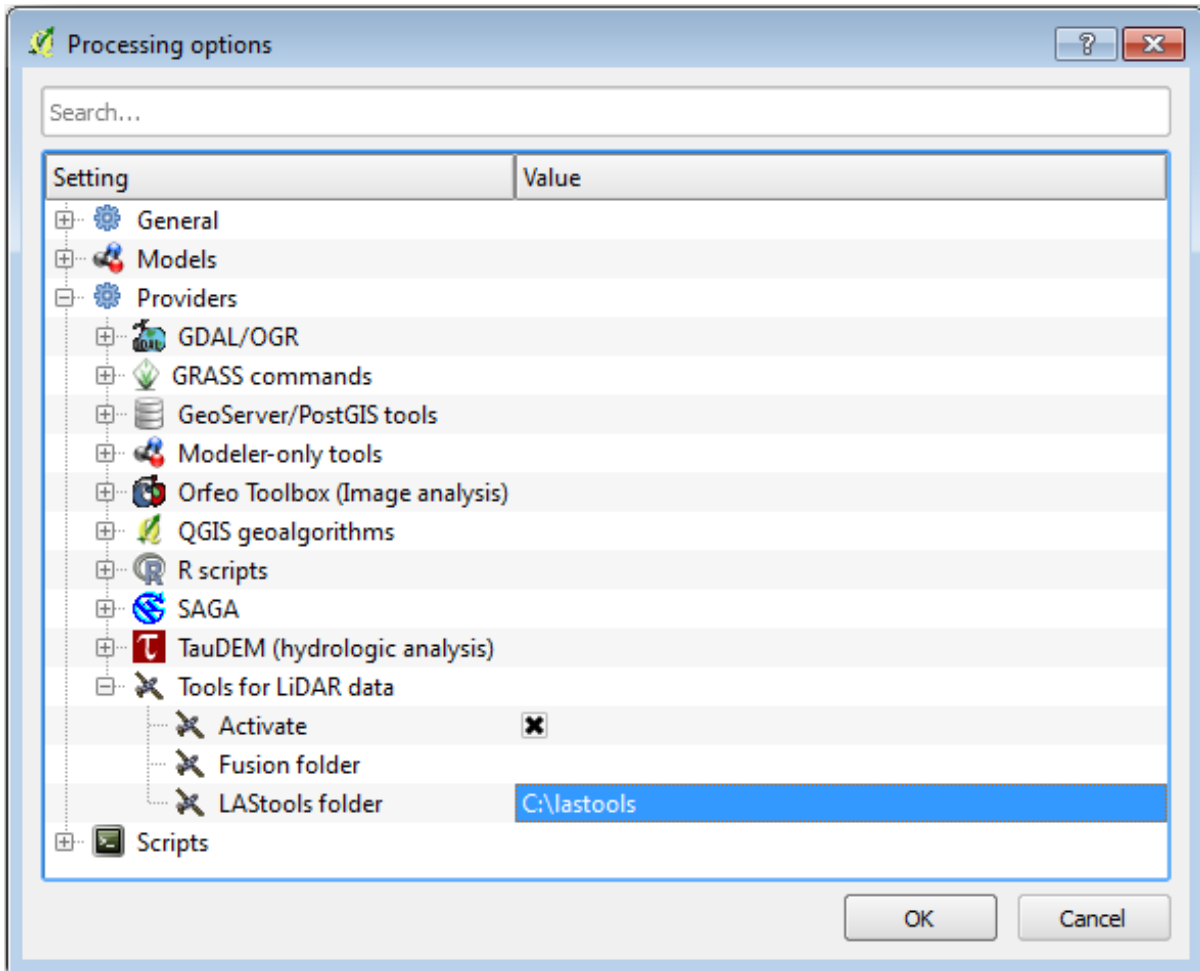 Processing options
Search...
Setting Value
General
Models
Providers
GDAL/OGR
GRASS commands
GeoServer/PostGIS tools
Modeler-only tools
Orfeo Toolbox (Image analysis)
QGIS geoalgorithms
R scripts
SAGA
TauDEM (hydrologic analysis)
Tools for LiDAR data
Activate
Fusion folder
LAStools folder C:\lastools
Scripts
OK Cancel